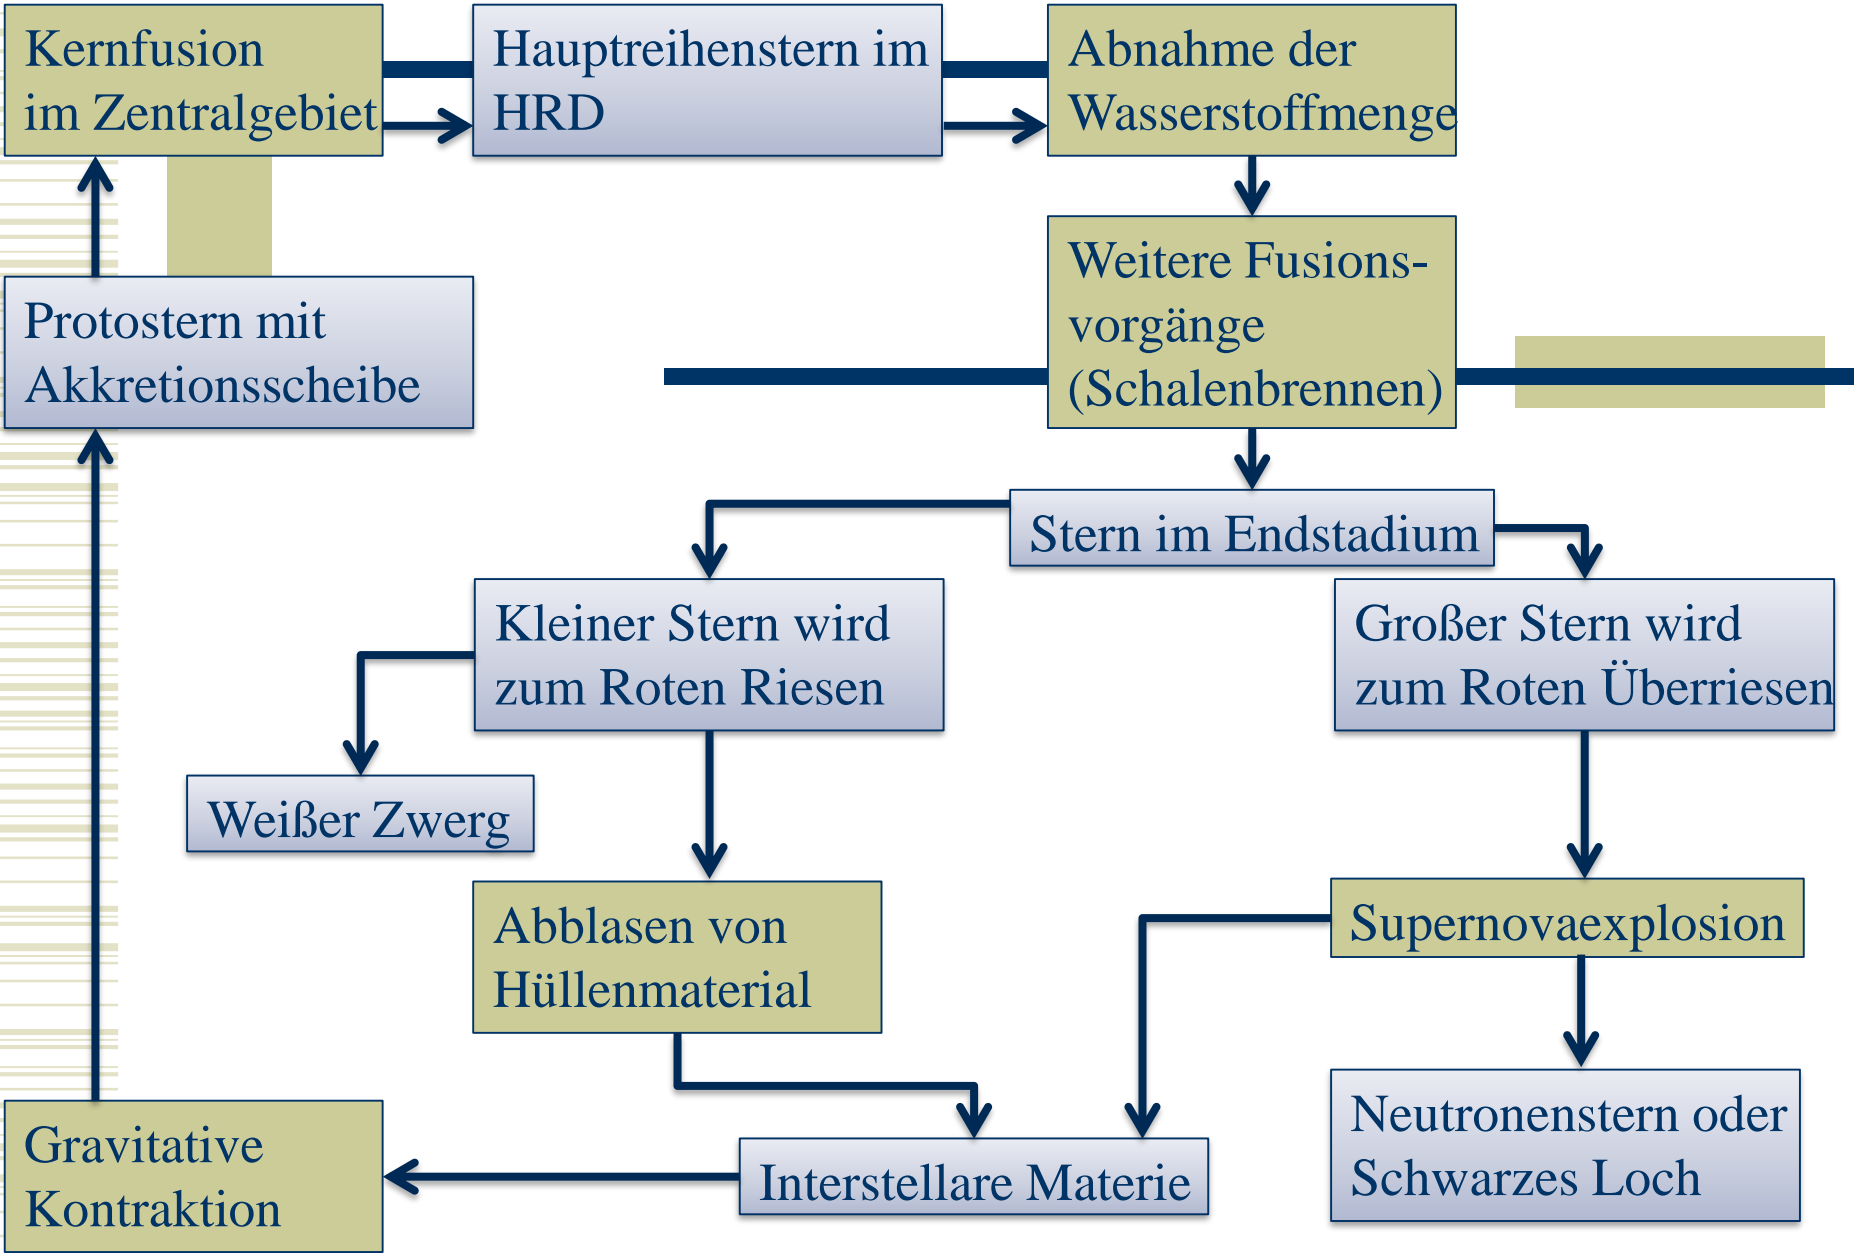 Kernfusion
im Zentralgebiet
Hauptreihenstern im
HRD
Abnahme der
Wasserstoffmenge
Weitere Fusions-
vorgänge
(Schalenbrennen)
Protostern mit
Akkretionsscheibe
Stern im Endstadium
Kleiner Stern wird
zum Roten Riesen
Großer Stern wird
zum Roten Überriesen
Weißer Zwerg
Abblasen von
Hüllenmaterial
Supernovaexplosion
Neutronenstern oder
Schwarzes Loch
Interstellare Materie
Gravitative
Kontraktion